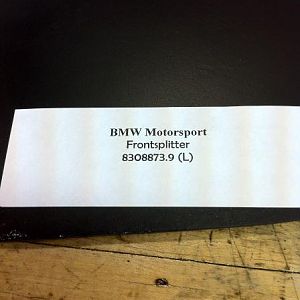 BMW Motorsport
Frontsplitter
8308873.9 (L)